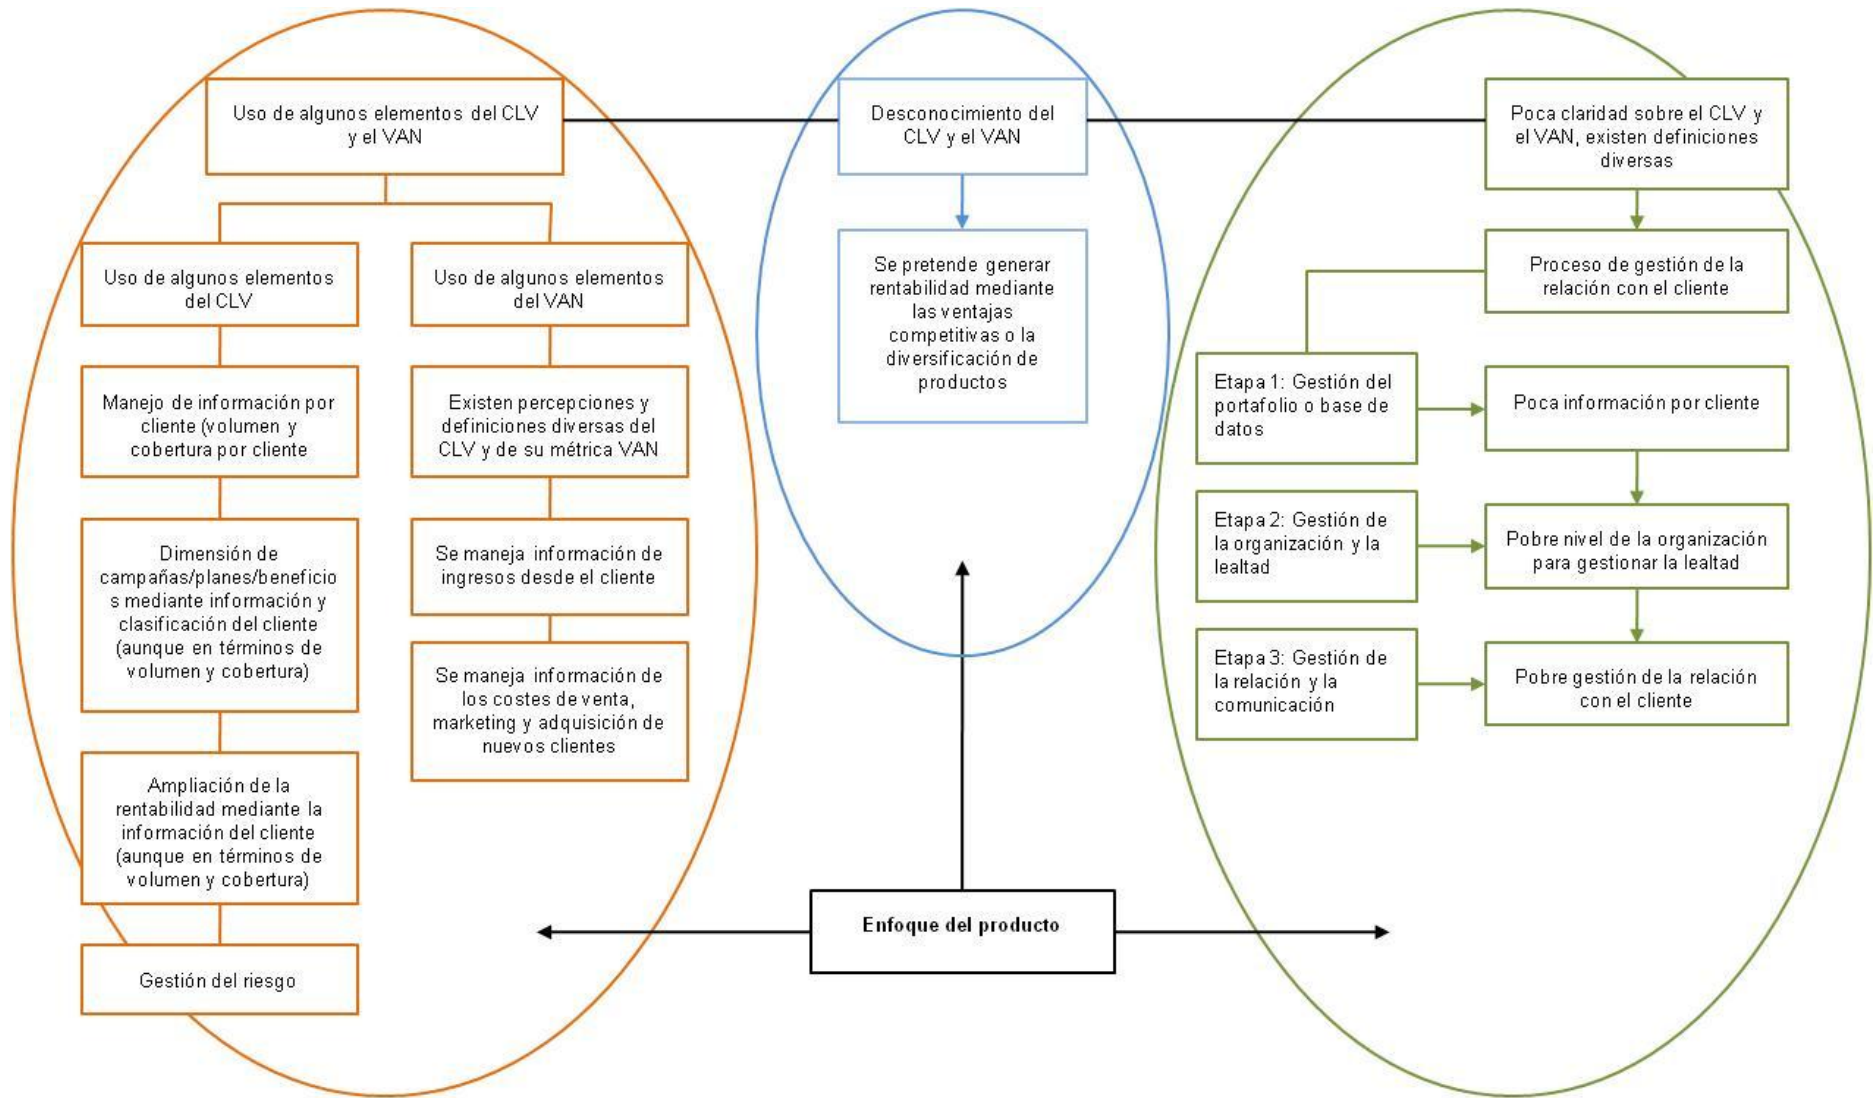 Uso de algunos elementos del CLV
y el VAN
Uso de algunos elementos
del CLV
Manejo de información por
cliente (volumen y
cobertura por cliente
Dimensión de
campañas/planes/beneficio
s mediante información y
clasificación del cliente
(aunque en términos de
volumen y cobertura)
Ampliación de la
rentabilidad mediante la
información del cliente
(aunque en términos de
volumen y cobertura)
Gestión del riesgo
Uso de algunos elementos
del VAN
Existen percepciones y
definiciones diversas del
CLV y de su métrica VAN
Se maneja información de
ingresos desde el cliente
Se maneja información de
los costes de venta,
marketing y adquisición de
nuevos clientes
Desconocimiento del
CLV y el VAN
Se pretende generar
rentabilidad mediante
las ventajas
competitivas o la
diversificación de
productos
Enfoque del producto
Poca claridad sobre el CLV y
el VAN, existen definiciones
diversas
Proceso de gestión de la
relación con el cliente
Etapa 1: Gestión del
portafolio o base de
datos
Poca información por cliente
Etapa 2: Gestión de
la organización y la
lealtad
Pobre nivel de la organización
para gestionar la lealtad
Etapa 3: Gestión de
la relación y la
comunicación
Pobre gestión de la relación
con el cliente